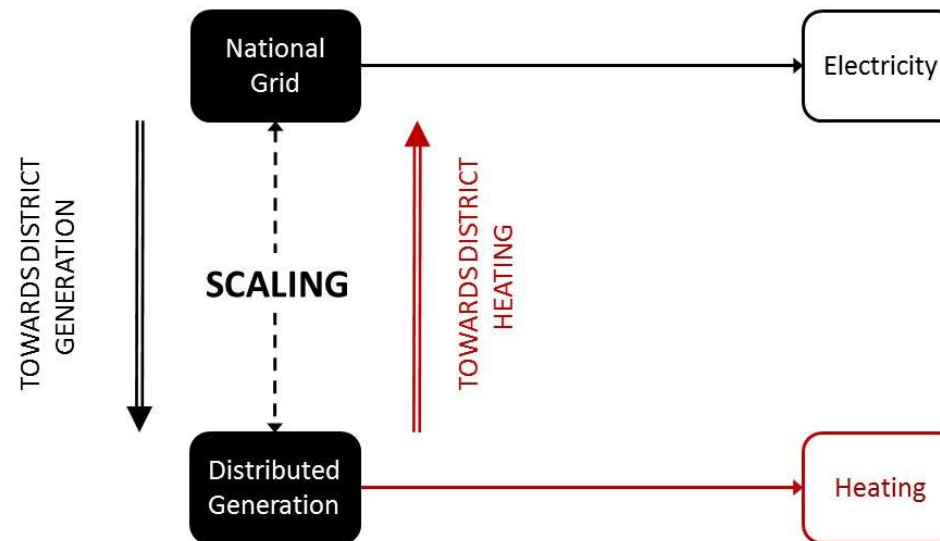 National
Grid
Electricity
TOWARDS DISTRICT
GENERATION
SCALING
TOWARDS DISTRICT
HEATING
Distributed
Generation
Heating